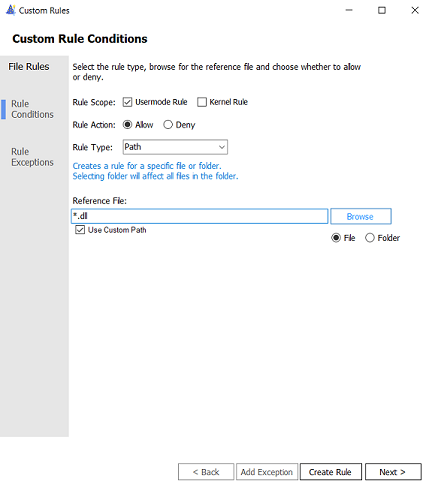 Custom Rules
Custom Rule Conditions
File Rules
Rule
Conditions
Rule
Exceptions
Select the rule type, browse for the reference file and choose whether to allow
or deny.
Rule Scope: Usermode Rule Kernel Rule
Rule Action: Allow Deny
Rule Type: Path
Creates a rule for a specific file or folder.
Selecting folder will affect all files in the folder.
Reference File:
*.dll Browse
Use Custom Path
File Folder
< Back Add Exception Create Rule Next >